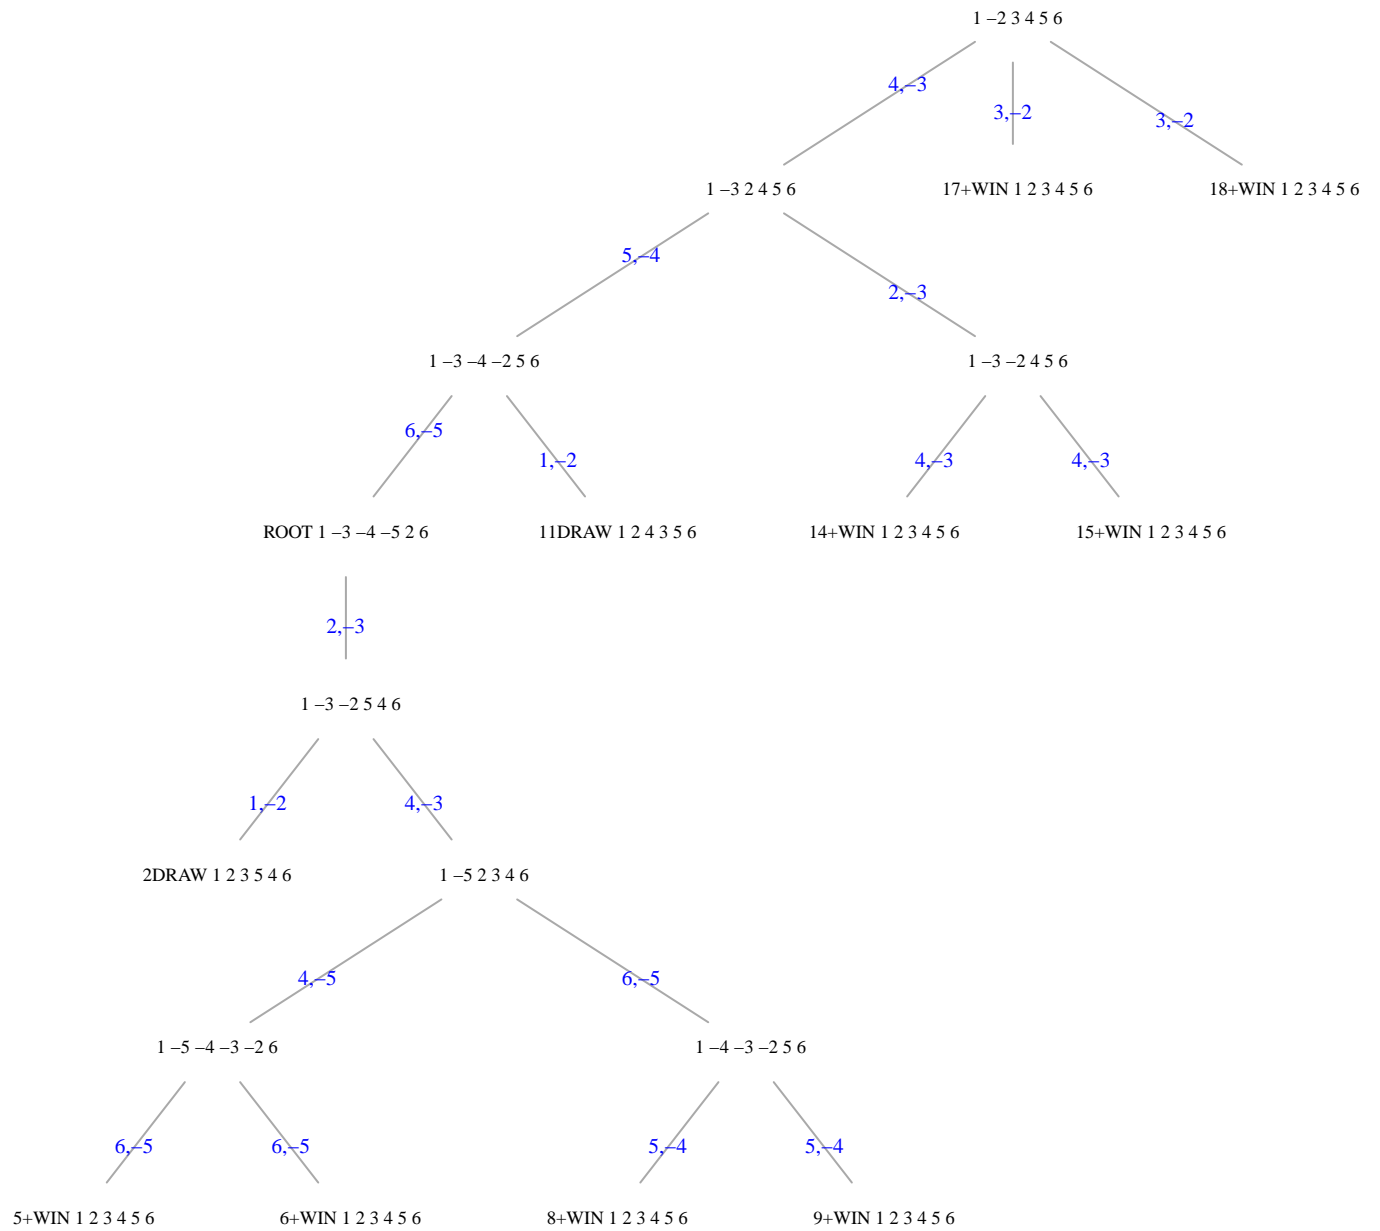 1 –2 3 4 5 6
4,–3
3,–2
3,–2
1 –3 2 4 5 6
17+WIN 1 2 3 4 5 6
18+WIN 1 2 3 4 5 6
5,–4
2,–3
1 –3 –4 –2 5 6
1 –3 –2 4 5 6
6,–5
1,–2
4,–3
4,–3
ROOT 1 –3 –4 –5 2 6
11DRAW 1 2 4 3 5 6
14+WIN 1 2 3 4 5 6
15+WIN 1 2 3 4 5 6
2,–3
1 –3 –2 5 4 6
1,–2
4,–3
2DRAW 1 2 3 5 4 6
1 –5 2 3 4 6
4,–5
6,–5
1 –5 –4 –3 –2 6
1 –4 –3 –2 5 6
6,–5
6,–5
5,–4
5,–4
5+WIN 1 2 3 4 5 6
6+WIN 1 2 3 4 5 6
8+WIN 1 2 3 4 5 6
9+WIN 1 2 3 4 5 6